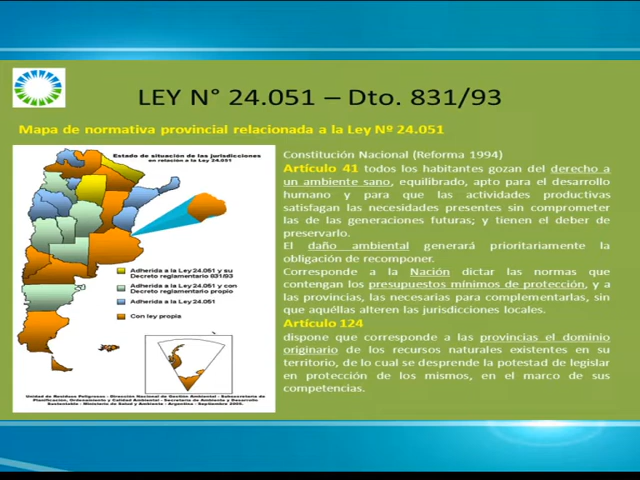 LEY N° 24.051 – Dto. 831/93
Mapa de normativa provincial relacionada a la Ley Nº 24.051
Estado de situación de las jurisdicciones
en relación a la LEY 24.051
Adherida a la Ley 24.051 y su
Decreto reglamentario 831/93
Adherida a la Ley 24.051 y con
Decreto reglamentario propio
Adherida a la Ley 24.051
Con ley propia
Unidad de Residuos Peligrosos - Dirección Nacional de Gestión Ambiental - Subsecretaría de
Planificación, Ordenamiento y Calidad Ambiental - Secretaría de Ambiente y Desarrollo
Sustentable - Ministerio de Salud y Ambiente - Argentina - Septiembre 2005.
Constitución Nacional (Reforma 1994)
Artículo 41 todos los habitantes gozan del derecho a
un ambiente sano, equilibrado, apto para el desarrollo
humano y para que las actividades productivas
satisfagan las necesidades presentes sin comprometer
las de las generaciones futuras; y tienen el deber de
preservarlo.
El daño ambiental generará prioritariamente la
obligación de recomponer.
Corresponde a la Nación dictar las normas que
contengan los presupuestos mínimos de protección, y a
las provincias, las necesarias para complementarlas, sin
que aquéllas alteren las jurisdicciones locales.
Artículo 124
dispone que corresponde a las provincias el dominio
originario de los recursos naturales existentes en su
territorio, de lo cual se desprende la potestad de legislar
en protección de los mismos, en el marco de sus
competencias.